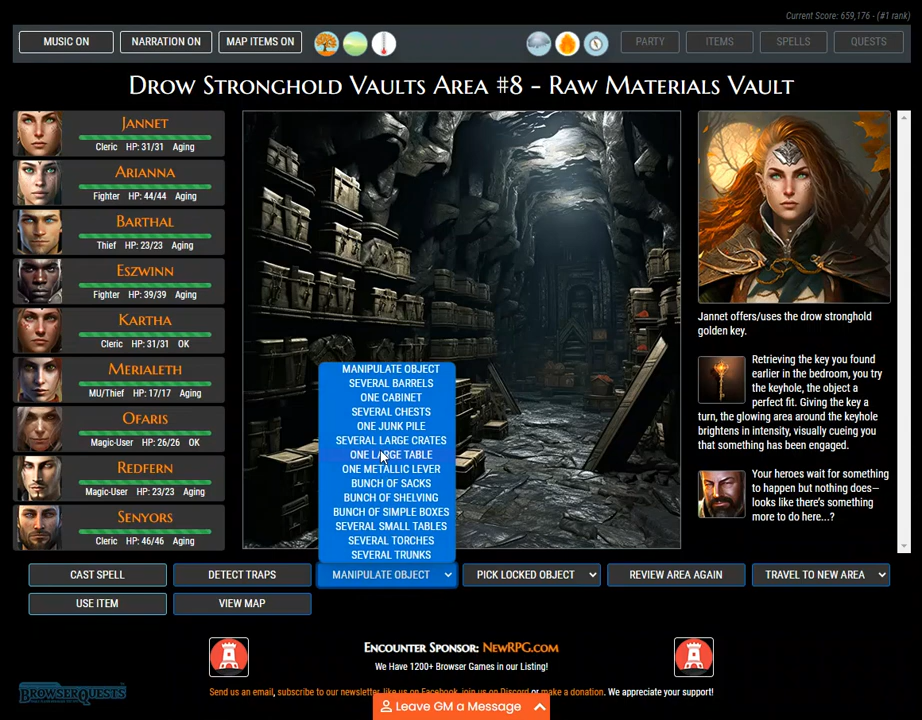 Current Score: 659,176 - (#1 rank)
MUSIC ON
NARRATION ON
MAP ITEMS ON
PARTY
ITEMS
SPELLS
QUESTS
Drow Stronghold Vaults Area #8 - Raw Materials Vault
Jannet
Cleric HP: 31/31 Aging
Arianna
Fighter HP: 44/44 Aging
Barthal
Thief HP: 23/23 Aging
Eszwinn
Fighter HP: 39/39 Aging
Kartha
Cleric HP: 31/31 OK
Merialeth
MU/Thief HP: 17/17 Aging
Ofaris
Magic-User HP: 26/26 OK
Redfern
Magic-User HP: 23/23 Aging
Senyors
Cleric HP: 46/46 Aging
MANIPULATE OBJECT
SEVERAL BARRELS
ONE CABINET
SEVERAL CHESTS
ONE JUNK PILE
SEVERAL LARGE CRATES
ONE LARGE TABLE
ONE METALLIC LEVER
BUNCH OF SACKS
BUNCH OF SHELVING
BUNCH OF SIMPLE BOXES
SEVERAL SMALL TABLES
SEVERAL TORCHES
SEVERAL TRUNKS
Jannet offers/uses the drow stronghold
golden key.
Retrieving the key you found
earlier in the bedroom, you try
the keyhole, the object a
perfect fit. Giving the key a
turn, the glowing area around the keyhole
brightens in intensity, visually cueing you
that something has been engaged.
Your heroes wait for something
to happen but nothing does—
looks like there's something
more to do here...?
CAST SPELL
DETECT TRAPS
MANIPULATE OBJECT
PICK LOCKED OBJECT
REVIEW AREA AGAIN
TRAVEL TO NEW AREA
USE ITEM
VIEW MAP
Encounter Sponsor: NewRPG.com
We Have 1200+ Browser Games in our Listing!
BrowserQuests
Send us an email, subscribe to our newsletter, like us on Facebook, join us on Discord or make a donation. We appreciate your support!
Leave GM a Message